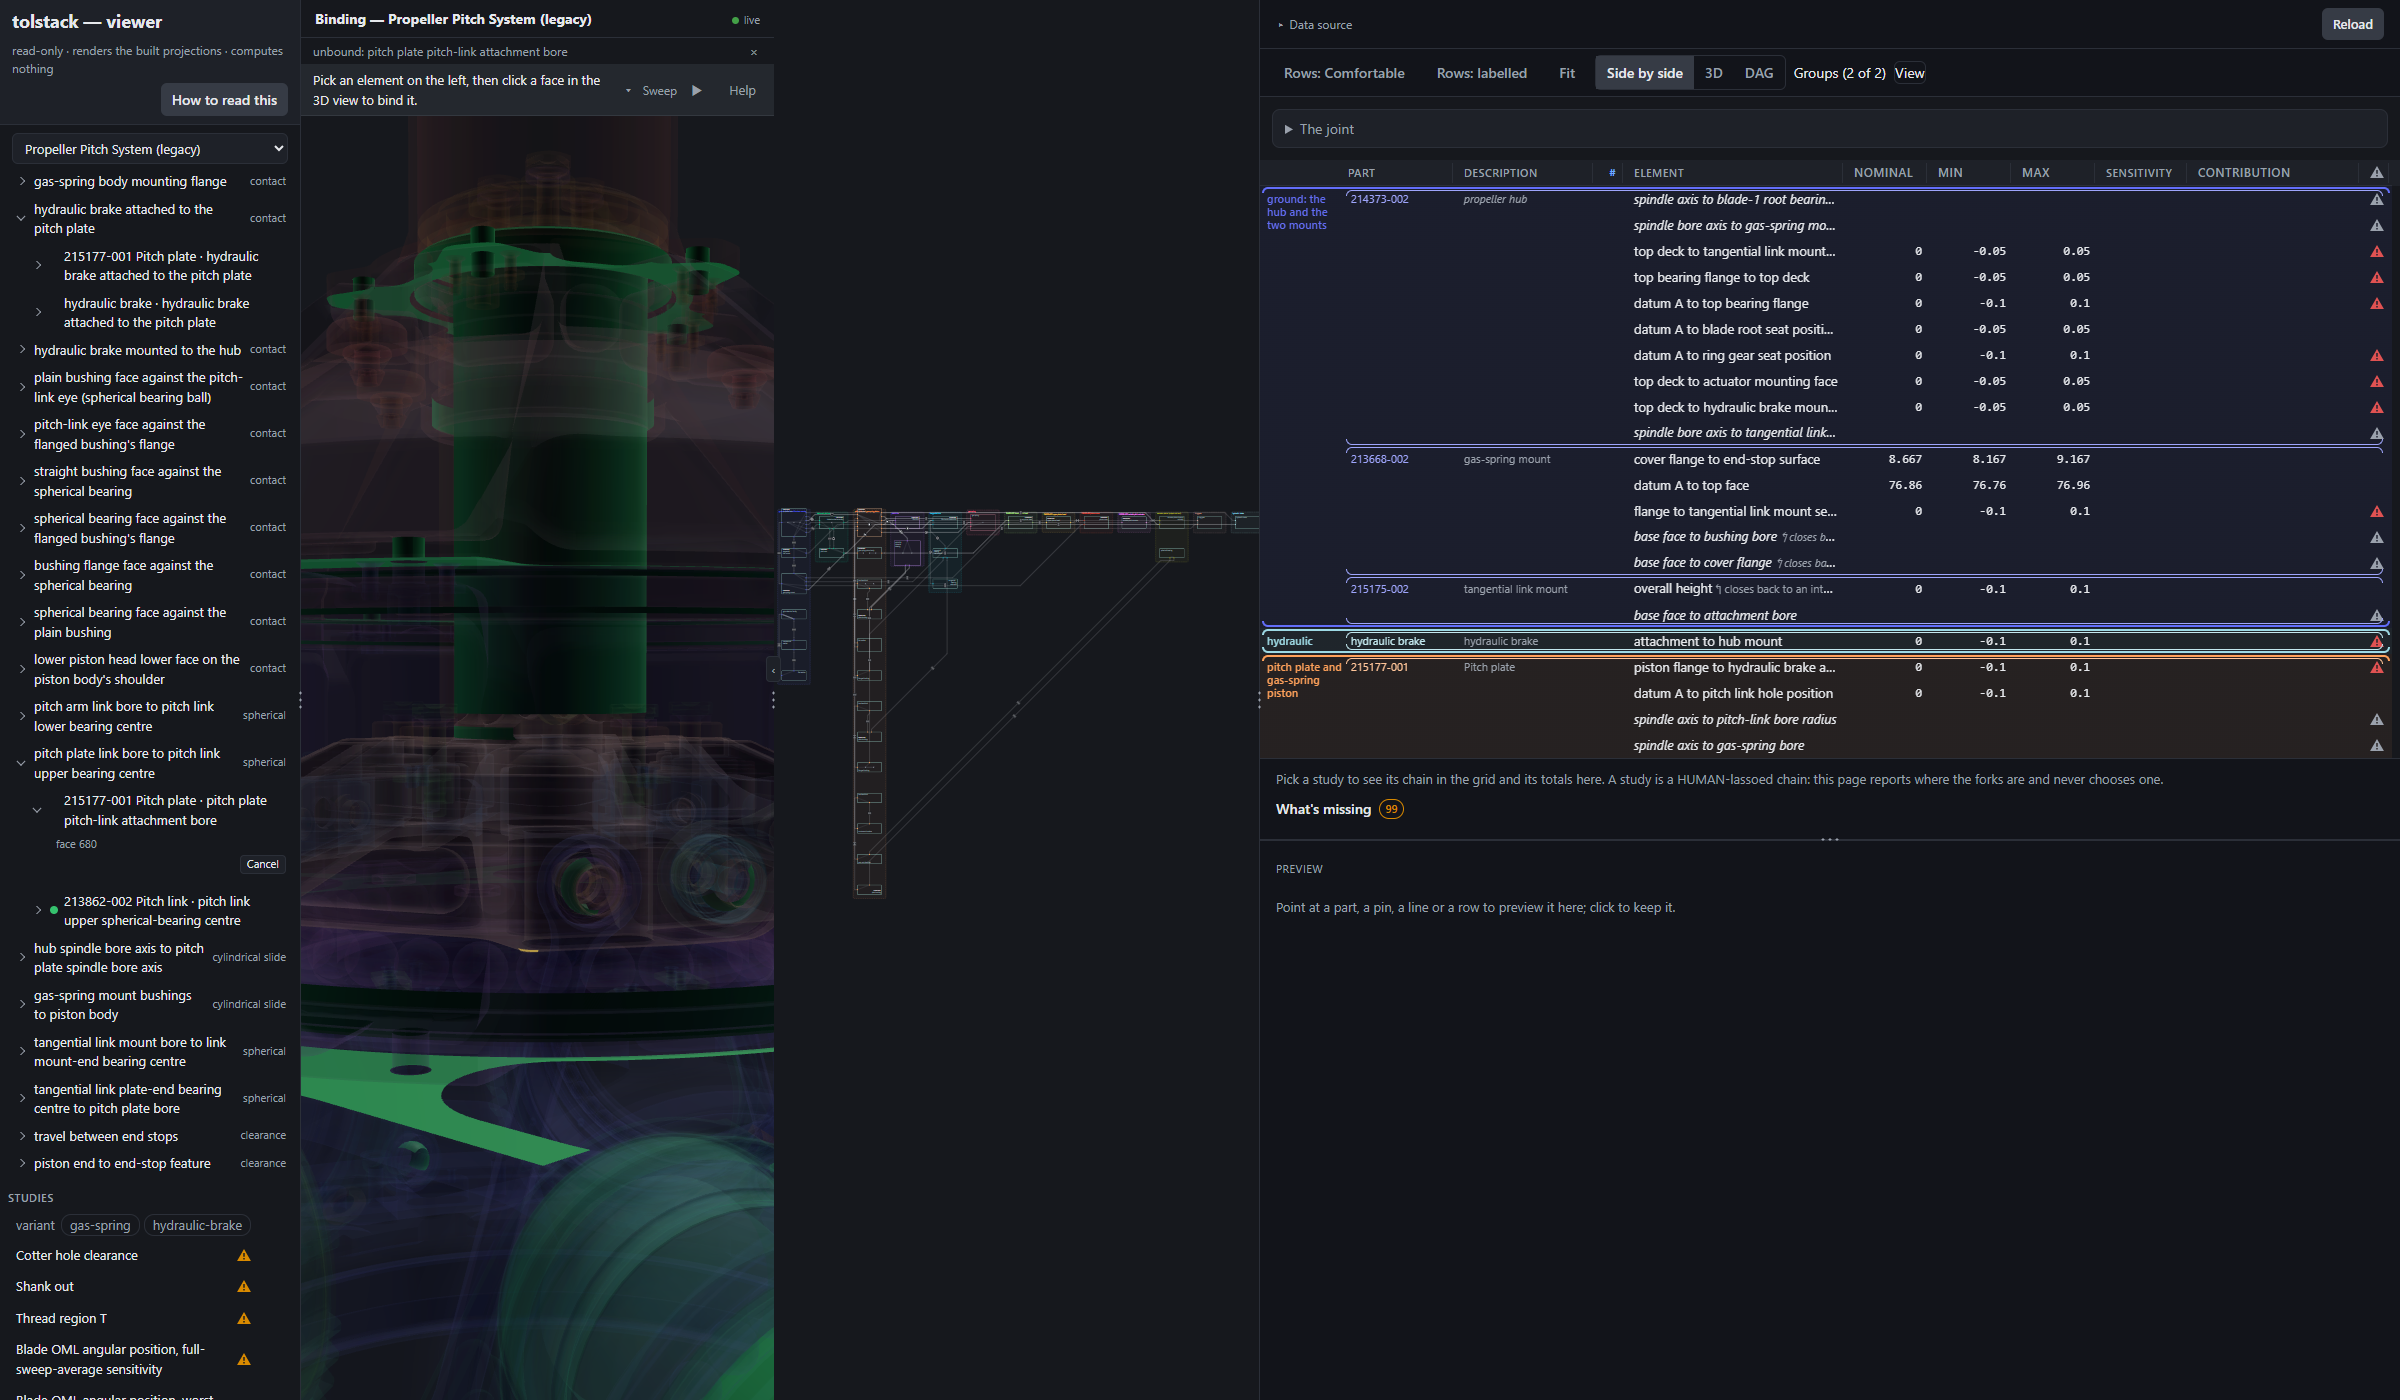 tolstack — viewer
read-only · renders the built projections · computes
nothing
How to read this
Propeller Pitch System (legacy)
gas-spring body mounting flange contact
hydraulic brake attached to the
pitch plate contact
215177-001 Pitch plate · hydraulic
brake attached to the pitch plate
hydraulic brake · hydraulic brake
attached to the pitch plate
hydraulic brake mounted to the hub contact
plain bushing face against the pitch-
link eye (spherical bearing ball) contact
pitch-link eye face against the
flanged bushing's flange contact
straight bushing face against the
spherical bearing contact
spherical bearing face against the
flanged bushing's flange contact
bushing flange face against the
spherical bearing contact
spherical bearing face against the
plain bushing contact
lower piston head lower face on the
piston body's shoulder contact
pitch arm link bore to pitch link
lower bearing centre spherical
pitch plate link bore to pitch link
upper bearing centre spherical
215177-001 Pitch plate · pitch plate
pitch-link attachment bore
face 680
Cancel
213862-002 Pitch link · pitch link
upper spherical-bearing centre
hub spindle bore axis to pitch
plate spindle bore axis cylindrical slide
gas-spring mount bushings
to piston body cylindrical slide
tangential link mount bore to link
mount-end bearing centre spherical
tangential link plate-end bearing
centre to pitch plate bore spherical
travel between end stops clearance
piston end to end-stop feature clearance
STUDIES
variant gas-spring hydraulic-brake
Cotter hole clearance
Shank out
Thread region T
Blade OML angular position, full-
sweep-average sensitivity
Blade OML angular position, worst
Binding — Propeller Pitch System (legacy) live
unbound: pitch plate pitch-link attachment bore ×
Pick an element on the left, then click a face in the
3D view to bind it.
Sweep Help
Data source Reload
Rows: Comfortable Rows: labelled Fit Side by side 3D DAG Groups (2 of 2) View
The joint
PART DESCRIPTION # ELEMENT NOMINAL MIN MAX SENSITIVITY CONTRIBUTION
ground: the
hub and the
two mounts
214373-002 propeller hub spindle axis to blade-1 root bearin...
spindle bore axis to gas-spring mo...
top deck to tangential link mount... 0 -0.05 0.05
top bearing flange to top deck 0 -0.05 0.05
datum A to top bearing flange 0 -0.1 0.1
datum A to blade root seat positi... 0 -0.05 0.05
datum A to ring gear seat position 0 -0.1 0.1
top deck to actuator mounting face 0 -0.05 0.05
top deck to hydraulic brake moun... 0 -0.05 0.05
spindle bore axis to tangential link...
213668-002 gas-spring mount cover flange to end-stop surface 8.667 8.167 9.167
datum A to top face 76.86 76.76 76.96
flange to tangential link mount se... 0 -0.1 0.1
base face to bushing bore ↰ closes b...
base face to cover flange ↰ closes ba...
215175-002 tangential link mount overall height ↰ closes back to an int... 0 -0.1 0.1
base face to attachment bore
hydraulic hydraulic brake hydraulic brake attachment to hub mount 0 -0.1 0.1
pitch plate and
gas-spring
piston
215177-001 Pitch plate piston flange to hydraulic brake a... 0 -0.1 0.1
datum A to pitch link hole position 0 -0.1 0.1
spindle axis to pitch-link bore radius
spindle axis to gas-spring bore
Pick a study to see its chain in the grid and its totals here. A study is a HUMAN-lassoed chain: this page reports where the forks are and never chooses one.
What's missing 99
PREVIEW
Point at a part, a pin, a line or a row to preview it here; click to keep it.